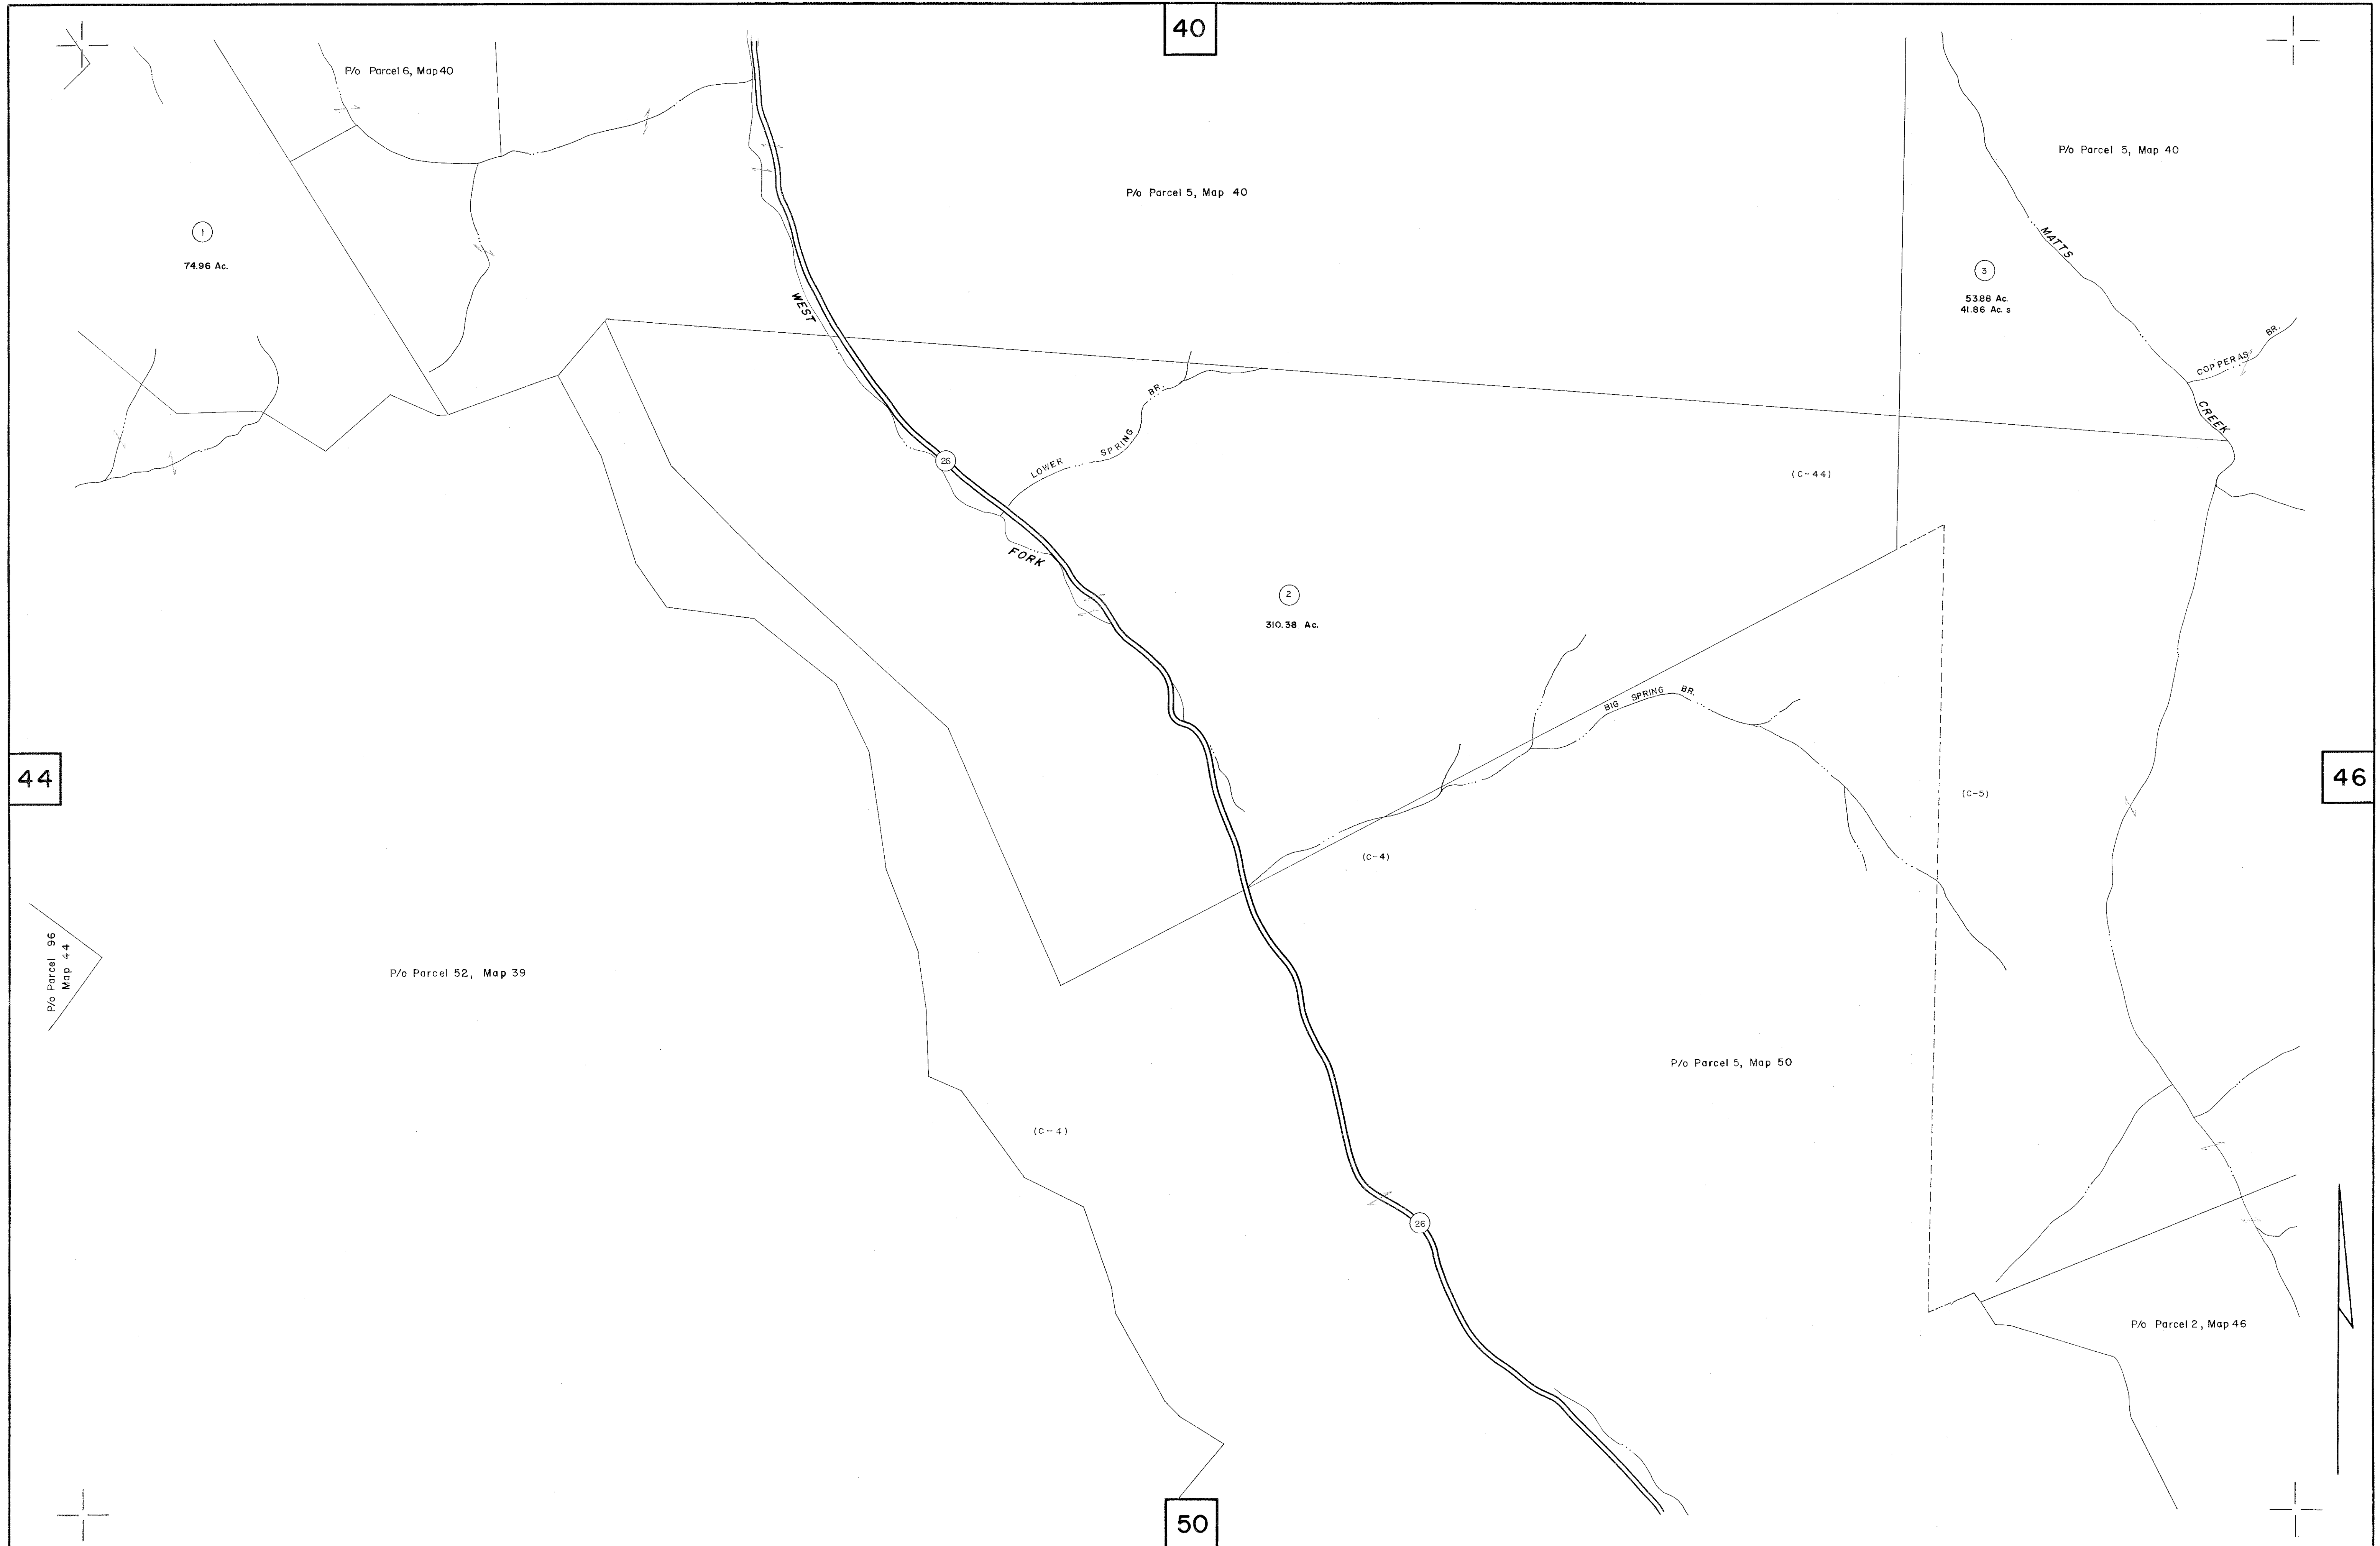 40
P/o Parcel 6, Map 40
P/o Parcel 5, Map 40
P/o Parcel 5, Map 40
1
74.96 Ac.
MATTS
3
53.88 Ac.
41.86 Ac. s
WEST
COPPERAS BR.
CREEK
LOWER SPRING BR.
26
(C-44)
FORK
2
310.38 Ac.
BIG SPRING BR.
44
46
(C-5)
(C-4)
P/o Parcel 96
Map 44
P/o Parcel 52, Map 39
P/o Parcel 5, Map 50
(C-4)
26
P/o Parcel 2, Map 46
50